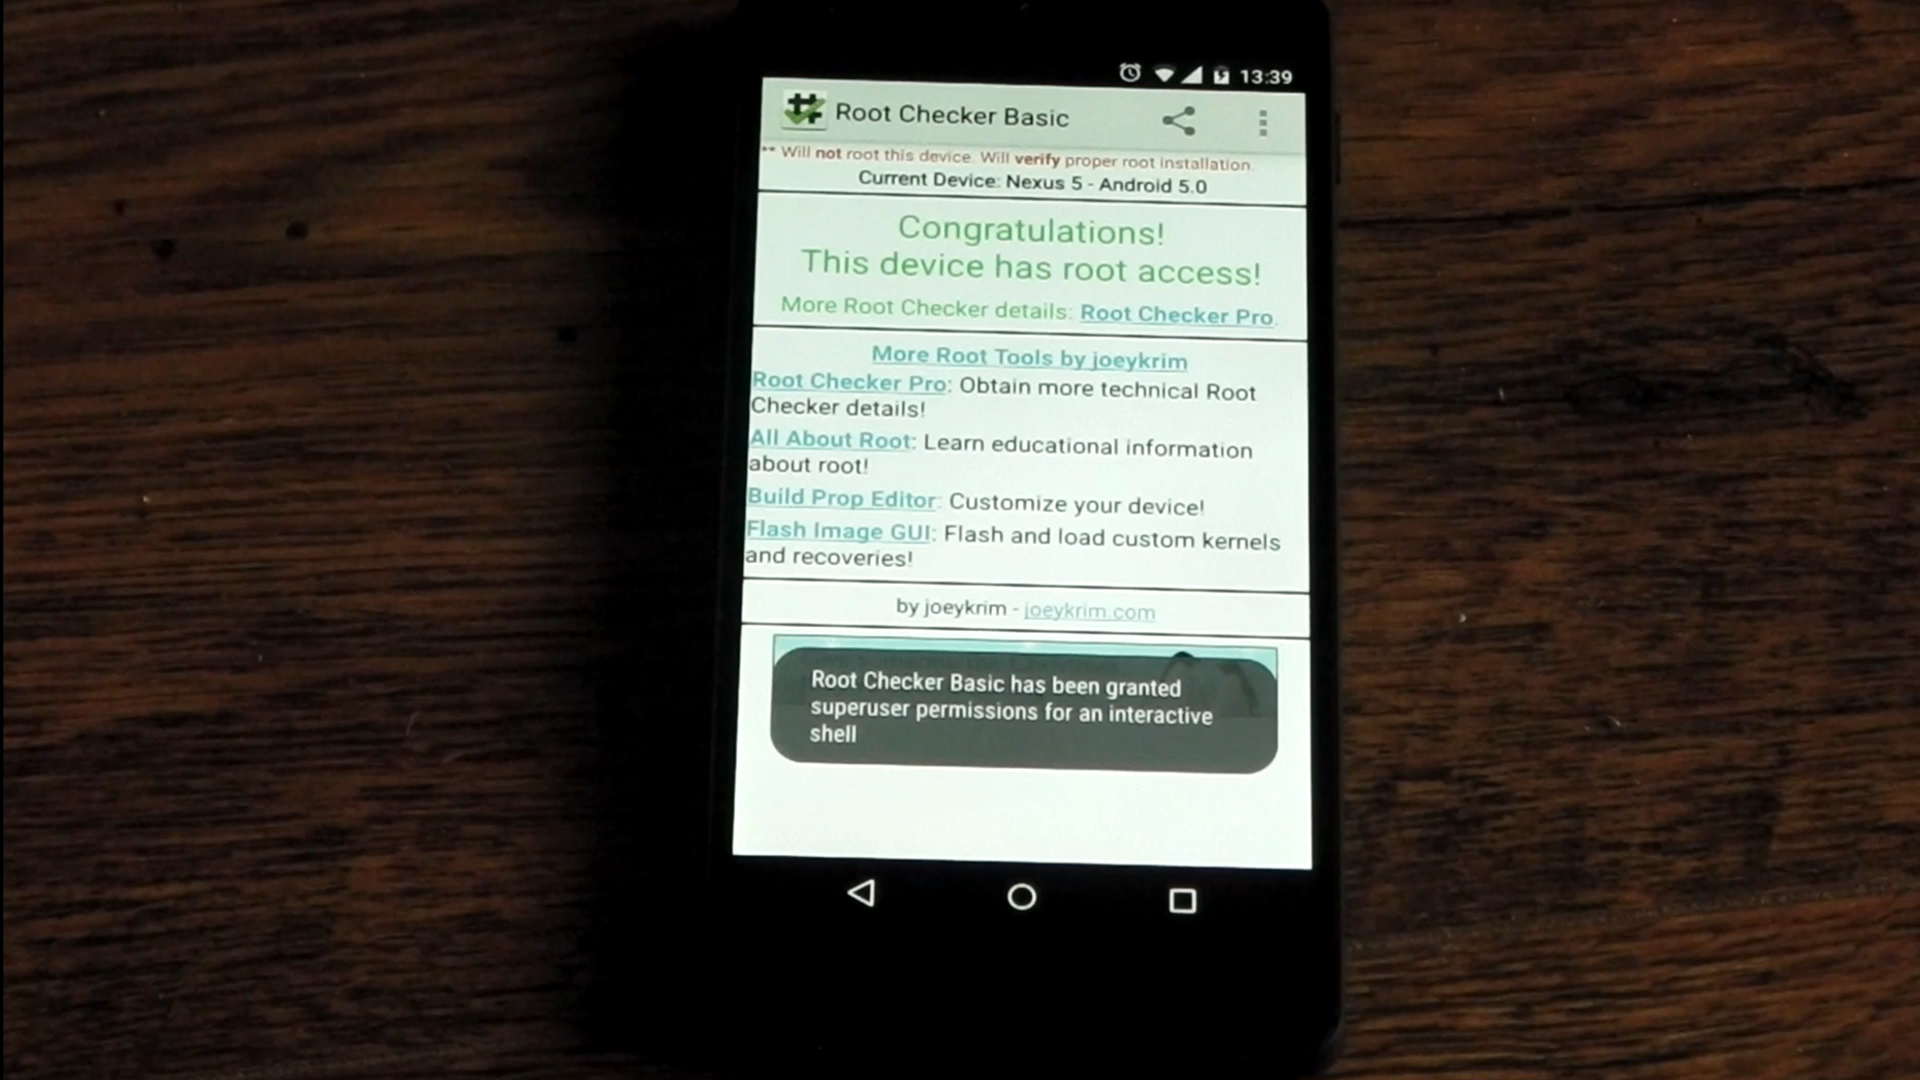 13:39
Root Checker Basic
** Will not root this device. Will verify proper root installation.
Current Device: Nexus 5 - Android 5.0
Congratulations!
This device has root access!
More Root Checker details: Root Checker Pro.
More Root Tools by joeykrim
Root Checker Pro: Obtain more technical Root
Checker details!
All About Root: Learn educational information
about root!
Build Prop Editor: Customize your device!
Flash Image GUI: Flash and load custom kernels
and recoveries!
by joeykrim - joeykrim.com
Root Checker Basic has been granted
superuser permissions for an interactive
shell